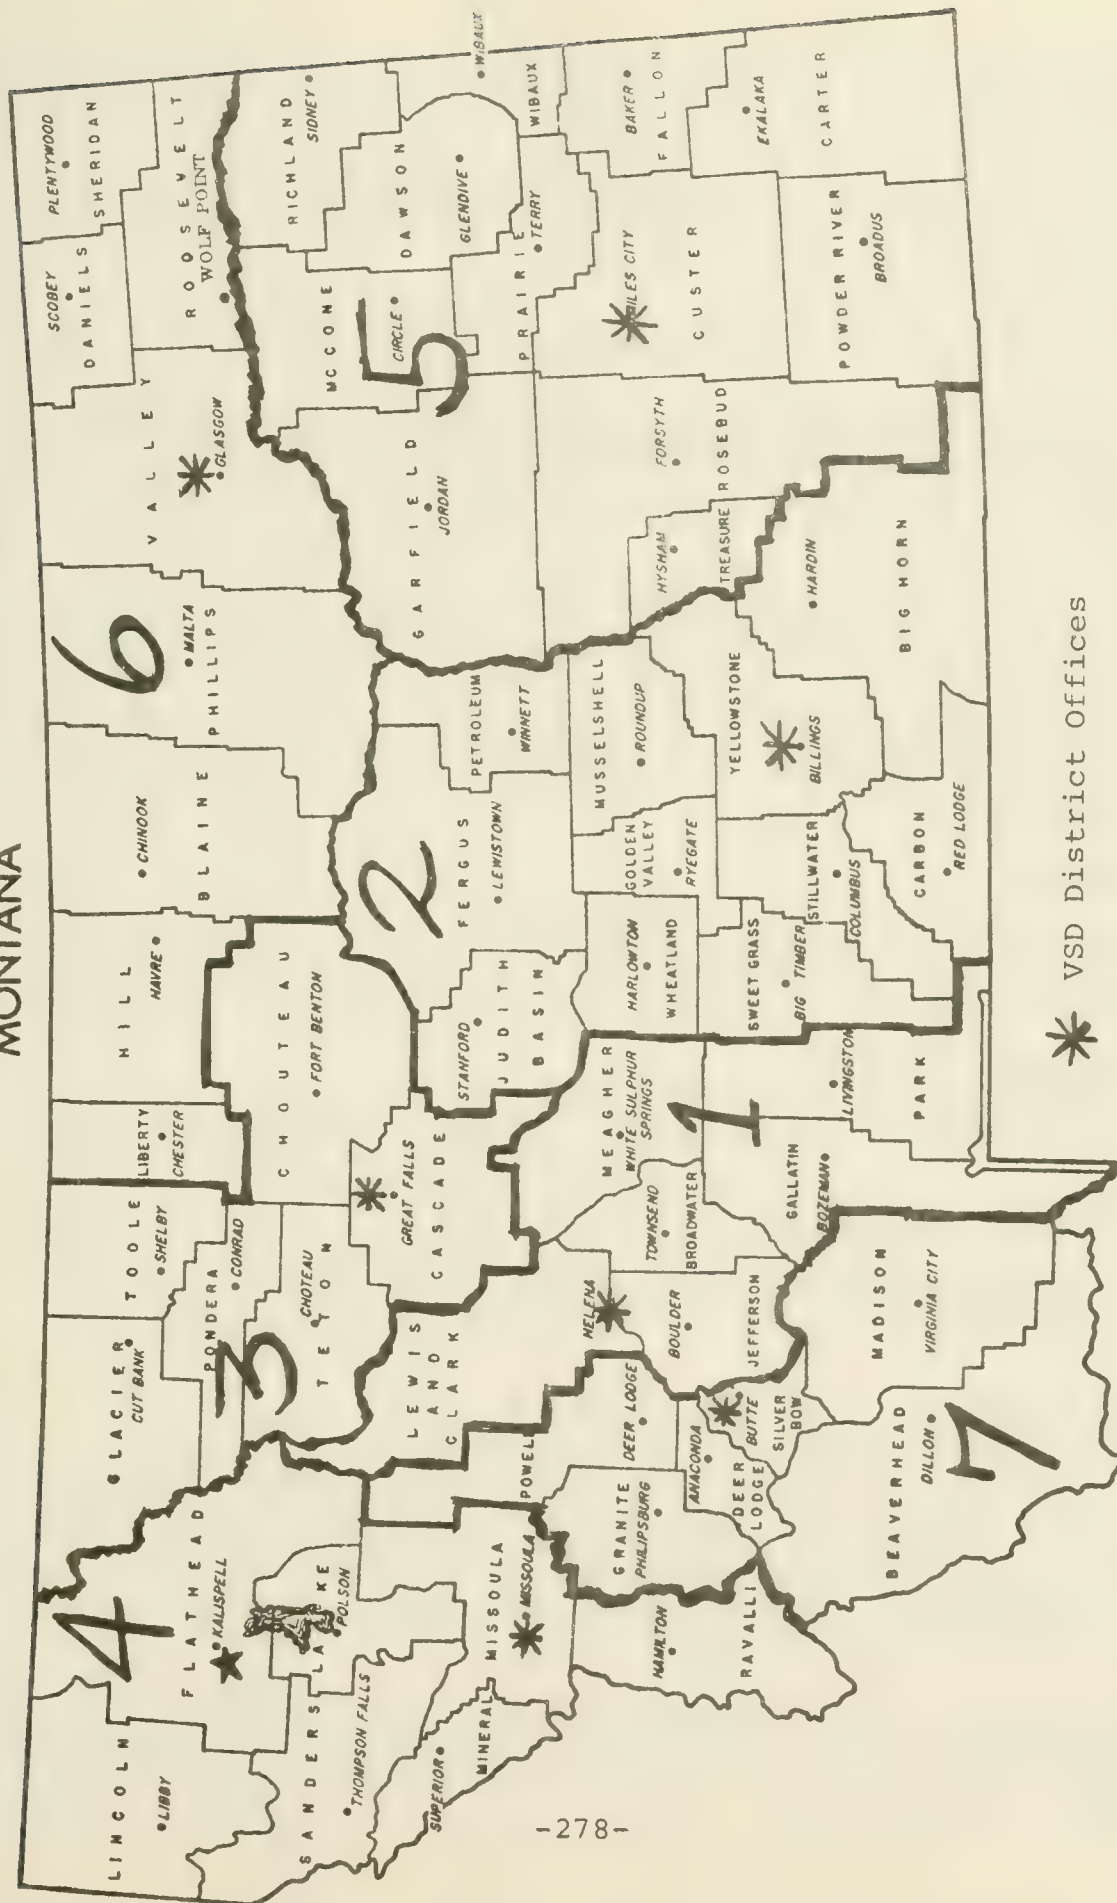 MONTANA
LINCOLN
LIBBY
4
FLATHEAD
KALISPELL
GLACIER
CUT BANK
TOOLE
SHELBY
LIBERTY
CHESTER
HILL
HAVRE
CHINOOK
BLAINE
6
MALTA
PHILLIPS
VALLEY
GLASGOW
SCOBEY
DANIELS
PLENTYWOOD
SHERIDAN
ROOSEVELT
WOLF POINT
PONDERA
CONRAD
3
CHOTEAU
TETON
CHOUTEAU
FORT BENTON
SANDERS
THOMPSON FALLS
LAKE
POLSON
LEWIS
AND
CLARK
GREAT FALLS
CASCADE
STANFORD
JUDITH
BASIN
2
FERGUS
LEWISTOWN
PETROLEUM
WINNETT
GARFIELD
JORDAN
MCCONE
CIRCLE
5
RICHLAND
SIDNEY
DAWSON
GLENDIVE
PRAIRIE
TERRY
WIBAUX
WIBAUX
SUPERIOR
MINERAL
MISSOULA
MISSOULA
POWELL
DEER LODGE
HELENA
GRANITE
PHILIPSBURG
HAMILTON
RAVALLI
ANACONDA
DEER
LODGE
BUTTE
SILVER
BOW
BOULDER
JEFFERSON
TOWNSEND
BROADWATER
MEAGHER
WHITE SULPHUR
SPRINGS
1
HARLOWTON
WHEATLAND
GOLDEN
VALLEY
RYEGATE
MUSSELSHELL
ROUNDUP
HYSHAM
TREASURE
FORSYTH
ROSEBUD
MILES CITY
CUSTER
BAKER
FALLON
EKALAKA
CARTER
POWDER RIVER
BROADUS
GALLATIN
BOZEMAN
LIVINGSTON
PARK
SWEET GRASS
BIG TIMBER
STILLWATER
COLUMBUS
YELLOWSTONE
BILLINGS
CARBON
RED LODGE
HARDIN
BIG HORN
MADISON
VIRGINIA CITY
BEAVERHEAD
DILLON
7
VSD District Offices
-278-